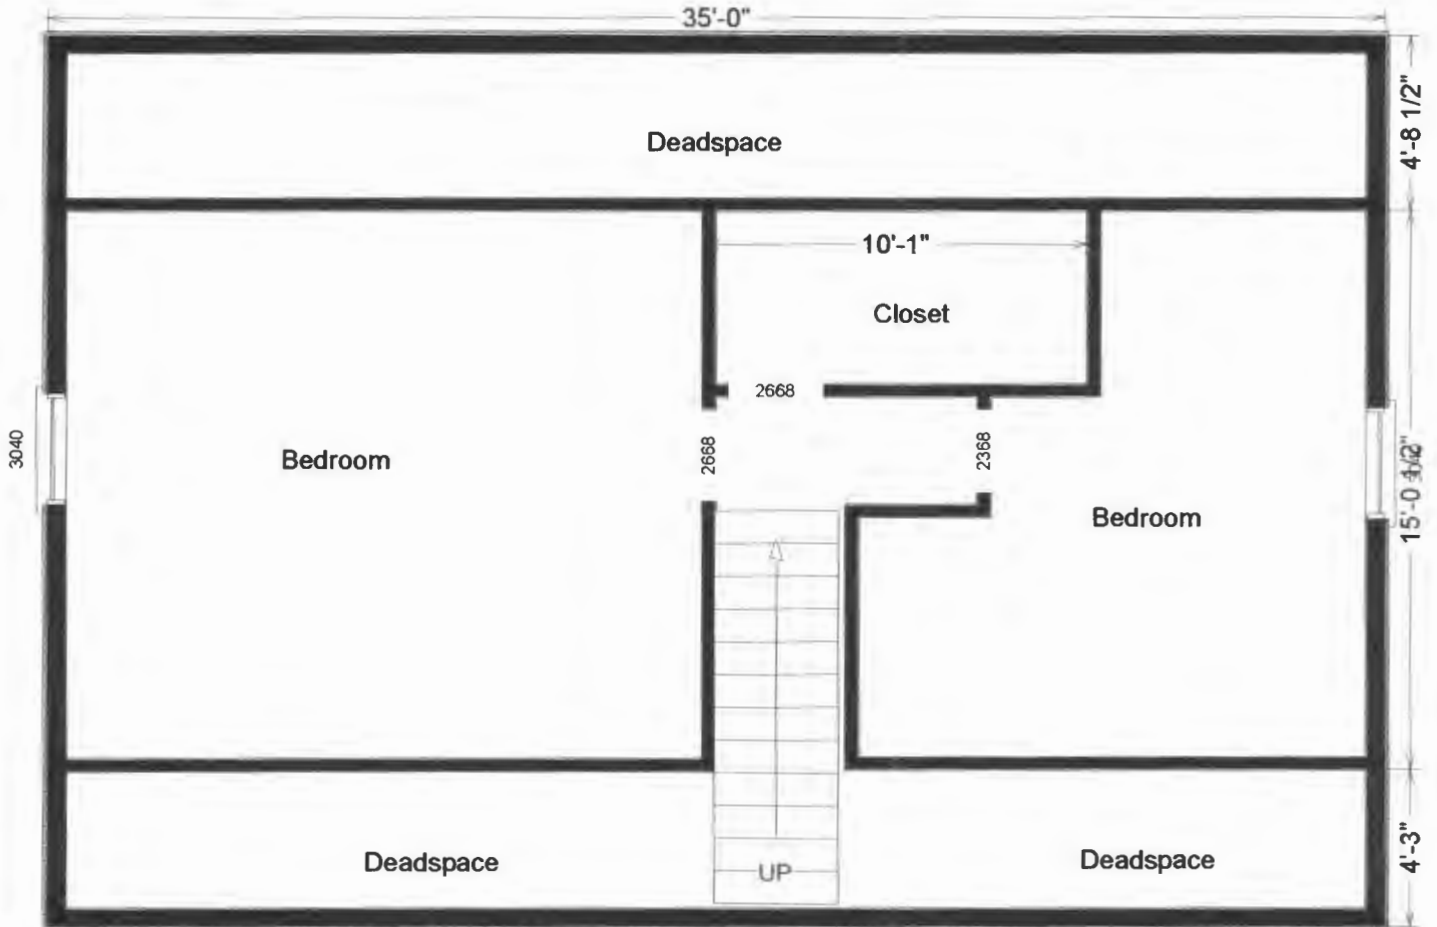 35'-0"
4'-8 1/2"
Deadspace
10'-1"
Closet
2668
3040
Bedroom
2668
2368
15'-0 1/2"
Bedroom
4'-3"
Deadspace
UP
Deadspace